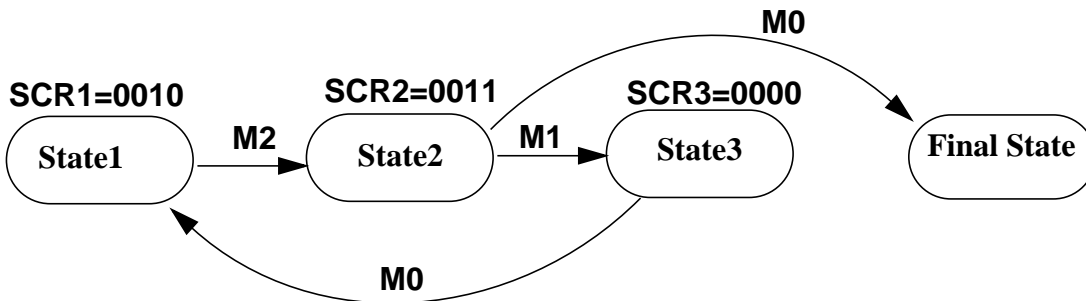 M0
SCR1=0010
SCR2=0011
SCR3=0000
State1
M2
State2
M1
State3
Final State
M0